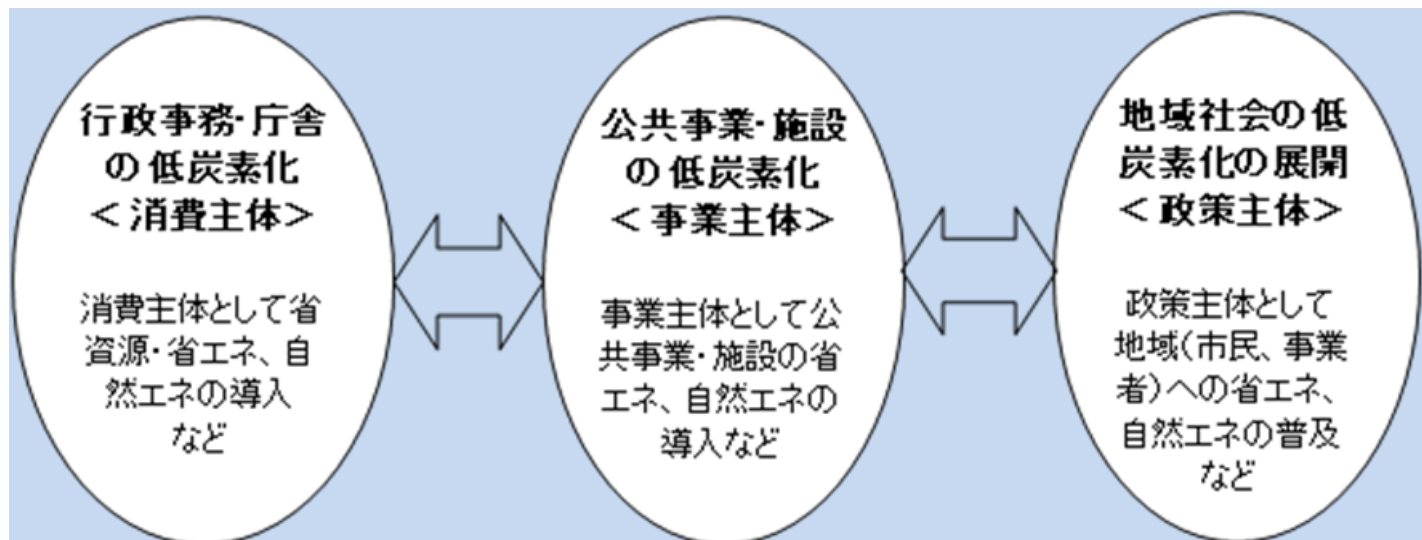 行政事務・庁舎
の低炭素化
＜消費主体＞
消費主体として省
資源・省エネ、自
然エネの導入
など
公共事業・施設
の低炭素化
＜事業主体＞
事業主体として公
共事業・施設の省
エネ、自然エネの
導入など
地域社会の低
炭素化の展開
＜政策主体＞
政策主体として
地域(市民、事業
者)への省エネ、
自然エネの普及
など